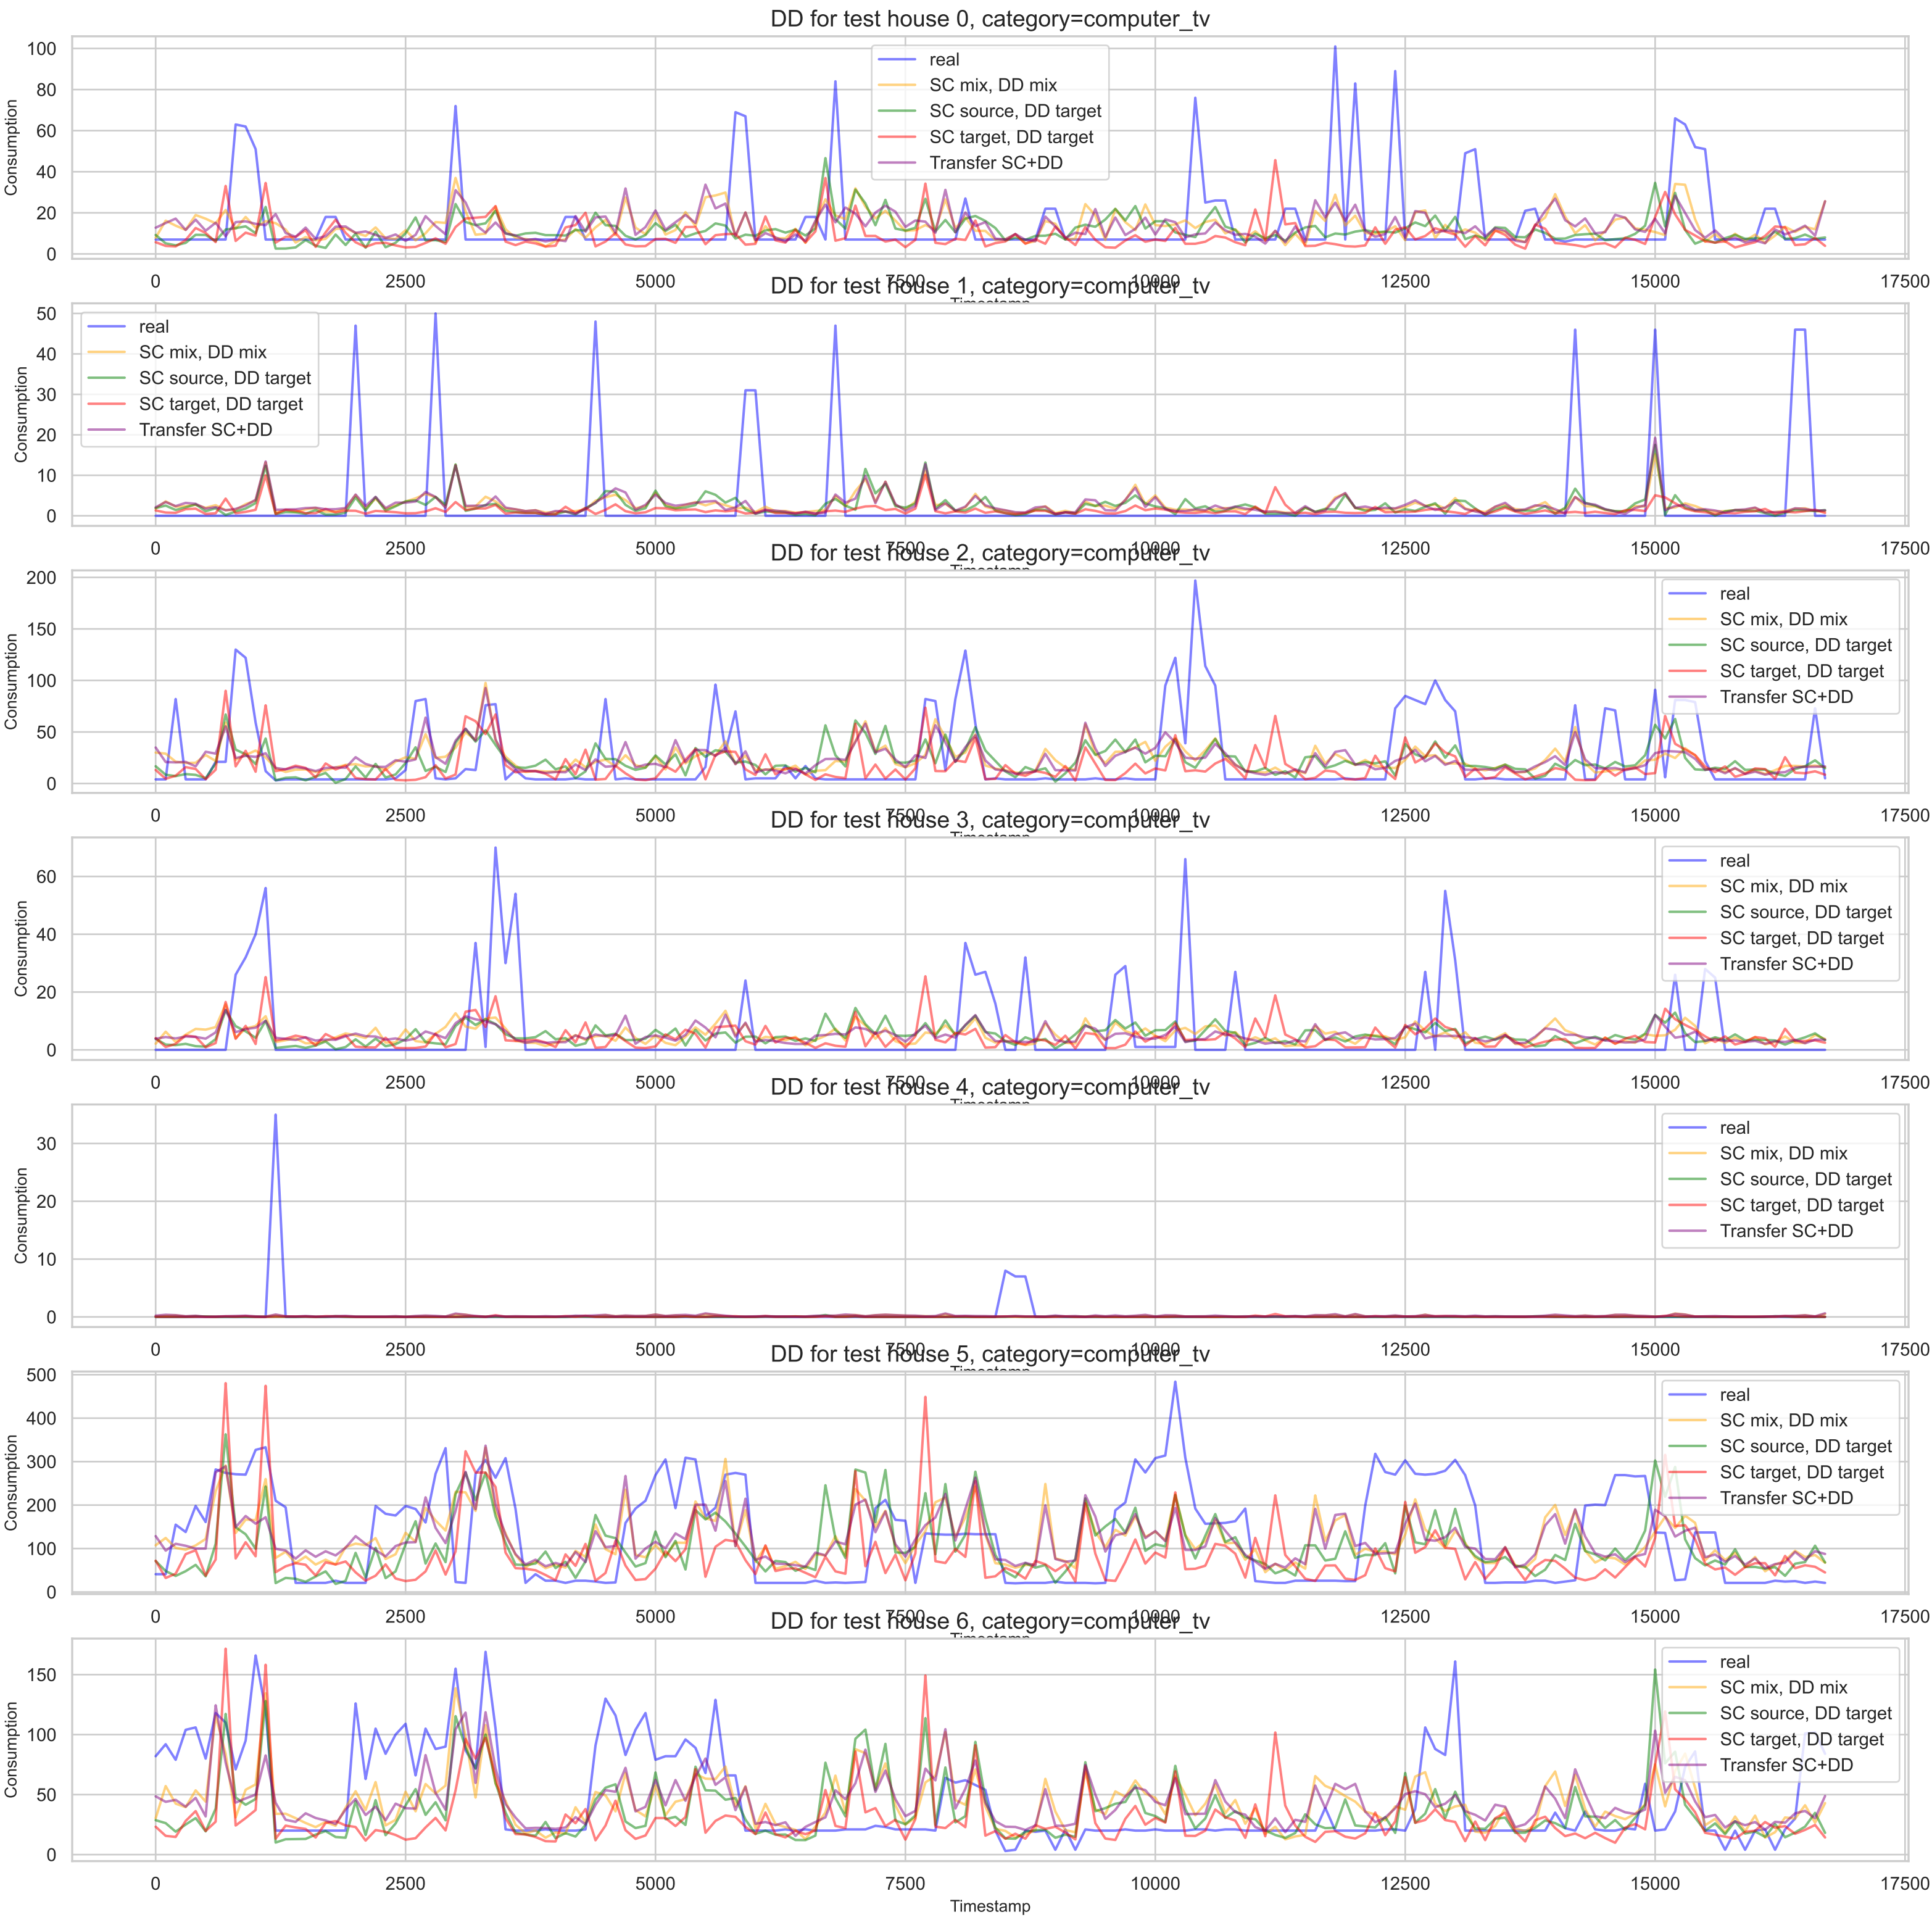 DD for test house 0, category=computer_tv
100
80
60
40
20
0
Consumption
real
SC mix, DD mix
SC source, DD target
SC target, DD target
Transfer SC+DD
0 2500 5000 7500 10000 12500 15000 17500
Timestamp
DD for test house 1, category=computer_tv
50
40
30
20
10
0
Consumption
real
SC mix, DD mix
SC source, DD target
SC target, DD target
Transfer SC+DD
0 2500 5000 7500 10000 12500 15000 17500
Timestamp
DD for test house 2, category=computer_tv
200
150
100
50
0
Consumption
real
SC mix, DD mix
SC source, DD target
SC target, DD target
Transfer SC+DD
0 2500 5000 7500 10000 12500 15000 17500
Timestamp
DD for test house 3, category=computer_tv
60
40
20
0
Consumption
real
SC mix, DD mix
SC source, DD target
SC target, DD target
Transfer SC+DD
0 2500 5000 7500 10000 12500 15000 17500
Timestamp
DD for test house 4, category=computer_tv
30
20
10
0
Consumption
real
SC mix, DD mix
SC source, DD target
SC target, DD target
Transfer SC+DD
0 2500 5000 7500 10000 12500 15000 17500
Timestamp
DD for test house 5, category=computer_tv
500
400
300
200
100
0
Consumption
real
SC mix, DD mix
SC source, DD target
SC target, DD target
Transfer SC+DD
0 2500 5000 7500 10000 12500 15000 17500
Timestamp
DD for test house 6, category=computer_tv
150
100
50
0
Consumption
real
SC mix, DD mix
SC source, DD target
SC target, DD target
Transfer SC+DD
0 2500 5000 7500 10000 12500 15000 17500
Timestamp